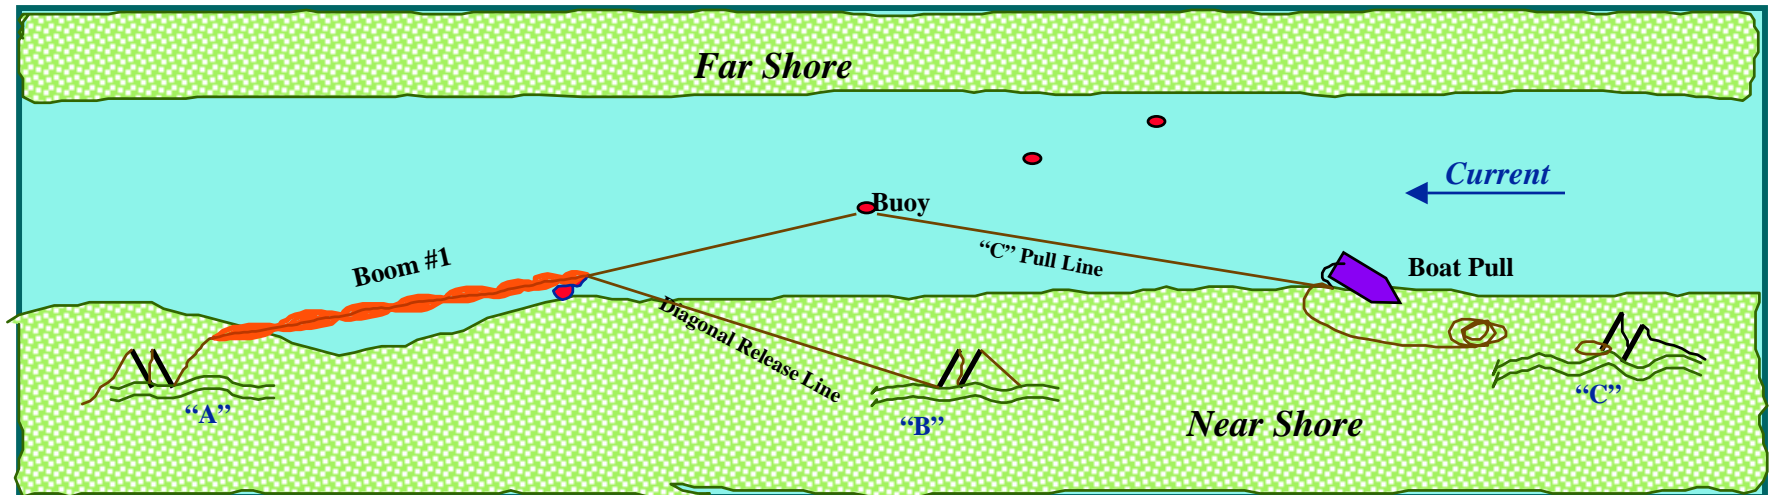 Far Shore
Current
Buoy
“C” Pull Line
Boom #1
Boat Pull
Diagonal Release Line
“A”
“B”
“C”
Near Shore